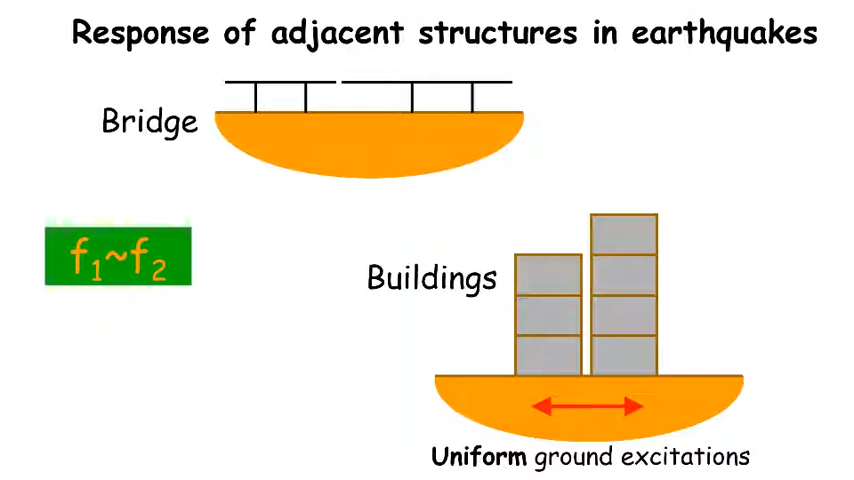 Response of adjacent structures in earthquakes
Bridge
f₁~f₂
Buildings
Uniform ground excitations